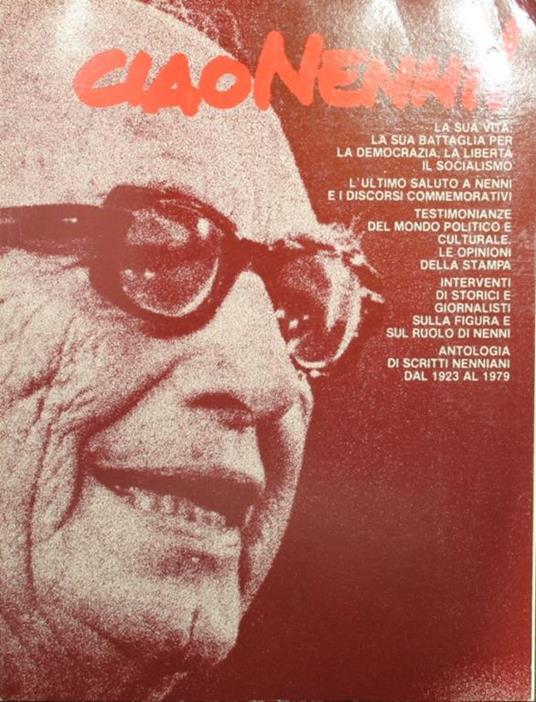 CIAO NENNI
LA SUA VITA,
LA SUA BATTAGLIA PER
LA DEMOCRAZIA, LA LIBERTÀ
IL SOCIALISMO
L'ULTIMO SALUTO A NENNI
E I DISCORSI COMMEMORATIVI
TESTIMONIANZE
DEL MONDO POLITICO E
CULTURALE.
LE OPINIONI
DELLA STAMPA
INTERVENTI
DI STORICI E
GIORNALISTI
SULLA FIGURA E
SUL RUOLO DI NENNI
ANTOLOGIA
DI SCRITTI NENNIANI
DAL 1923 AL 1979